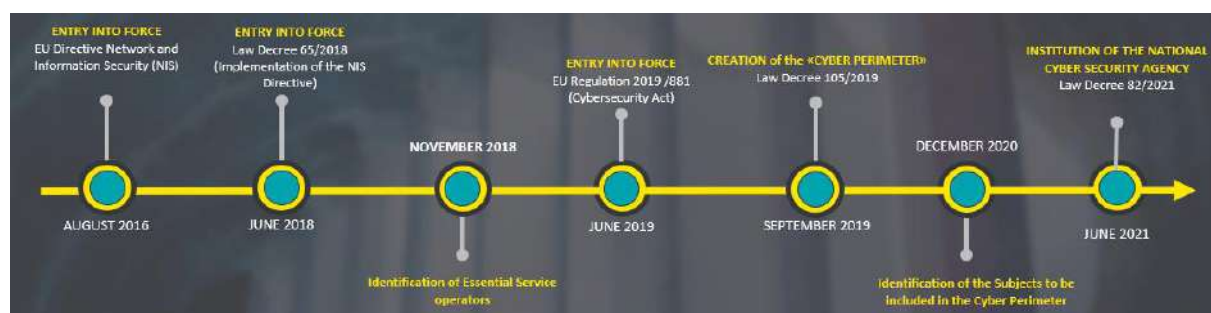 ENTRY INTO FORCE
EU Directive Network and
Information Security (NIS)
AUGUST 2016
ENTRY INTO FORCE
Law Decree 65/2018
(Implementation of the NIS
Directive)
JUNE 2018
NOVEMBER 2018
Identification of Essential Service
operators
ENTRY INTO FORCE
EU Regulation 2019 /881
(Cybersecurity Act)
JUNE 2019
CREATION of the «CYBER PERIMETER»
Law Decree 105/2019
SEPTEMBER 2019
DECEMBER 2020
Identification of the Subjects to be
included in the Cyber Perimeter
INSTITUTION OF THE NATIONAL
CYBER SECURITY AGENCY
Law Decree 82/2021
JUNE 2021